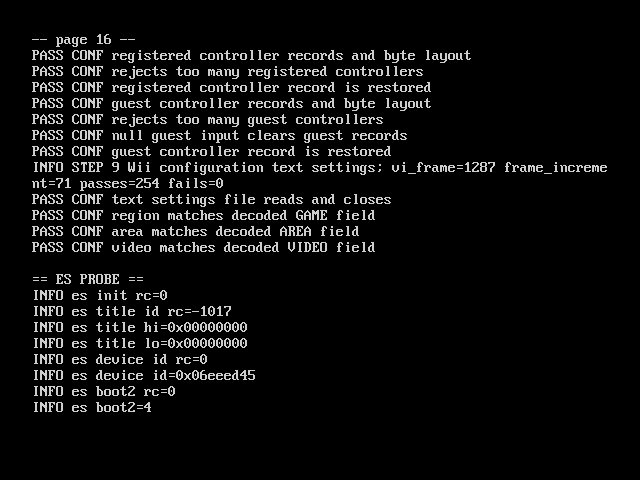 -- page 16 --
PASS CONF registered controller records and byte layout
PASS CONF rejects too many registered controllers
PASS CONF registered controller record is restored
PASS CONF guest controller records and byte layout
PASS CONF rejects too many guest controllers
PASS CONF null guest input clears guest records
PASS CONF guest controller record is restored
INFO STEP 9 Wii configuration text settings; vi_frame=1287 frame_increme
nt=71 passes=254 fails=0
PASS CONF text settings file reads and closes
PASS CONF region matches decoded GAME field
PASS CONF area matches decoded AREA field
PASS CONF video matches decoded VIDEO field
== ES PROBE ==
INFO es init rc=0
INFO es title id rc=-1017
INFO es title hi=0x00000000
INFO es title lo=0x00000000
INFO es device id rc=0
INFO es device id=0x06eeed45
INFO es boot2 rc=0
INFO es boot2=4